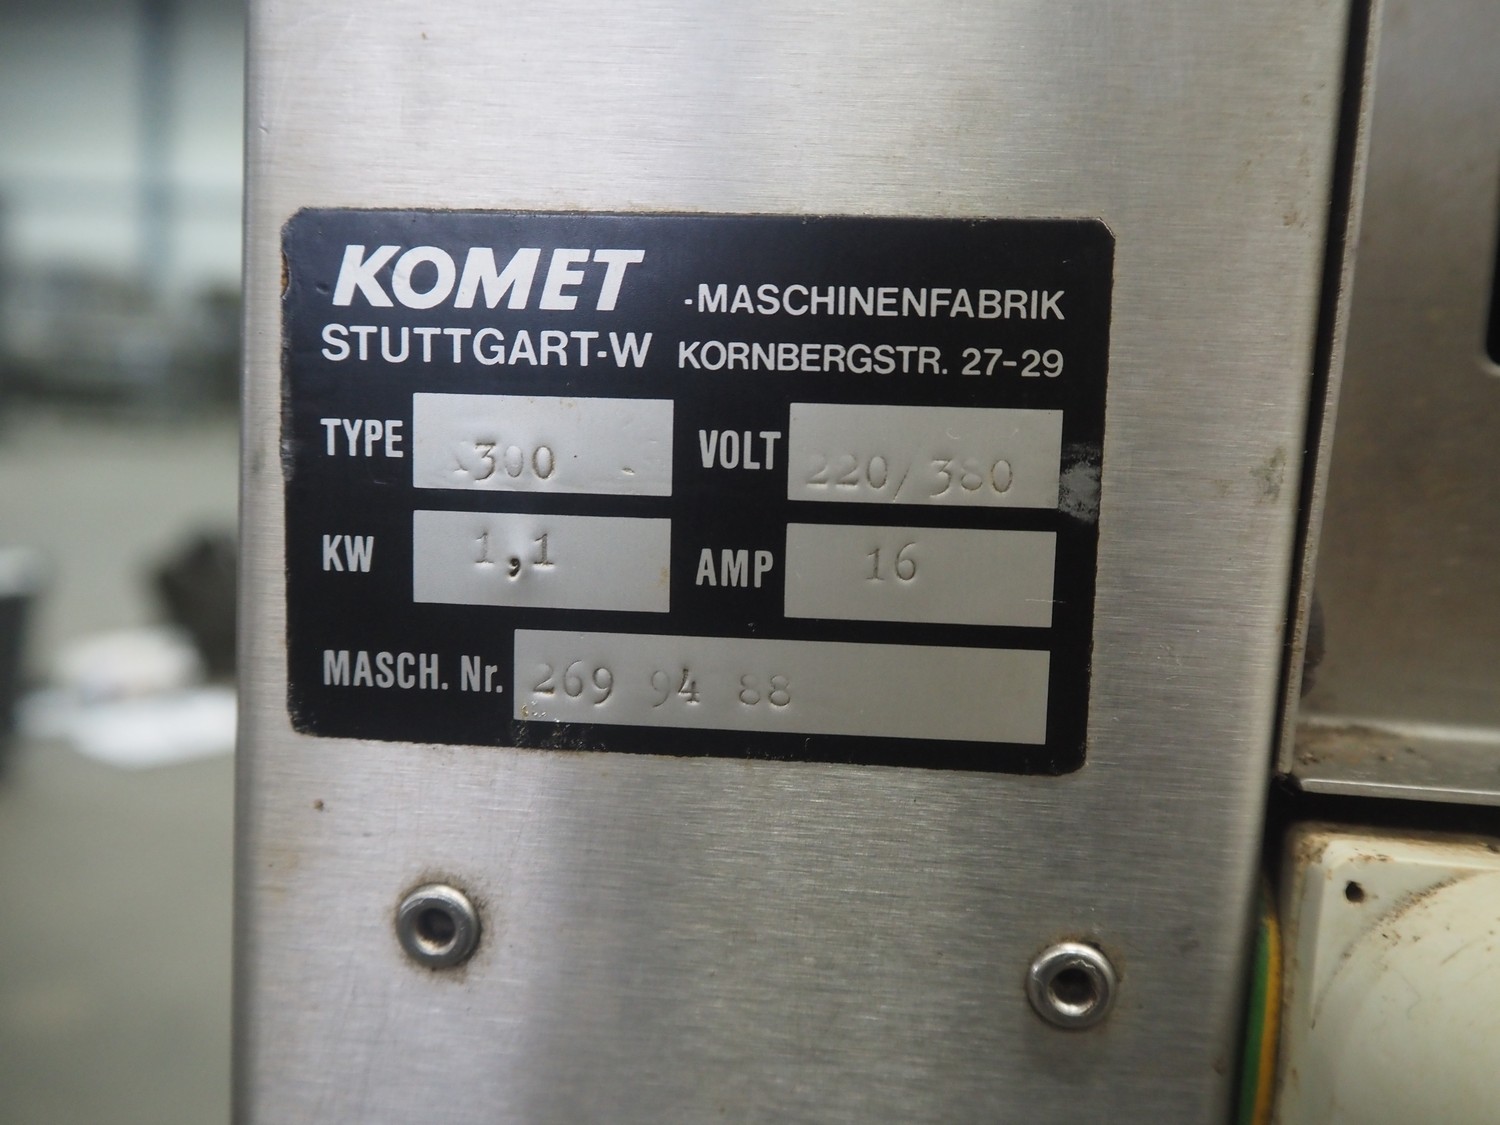 KOMET -MASCHINENFABRIK
STUTTGART-W KORNBERGSTR. 27-29
TYPE 300 VOLT 220/380
KW 1,1 AMP 16
MASCH. Nr. 269 94 88